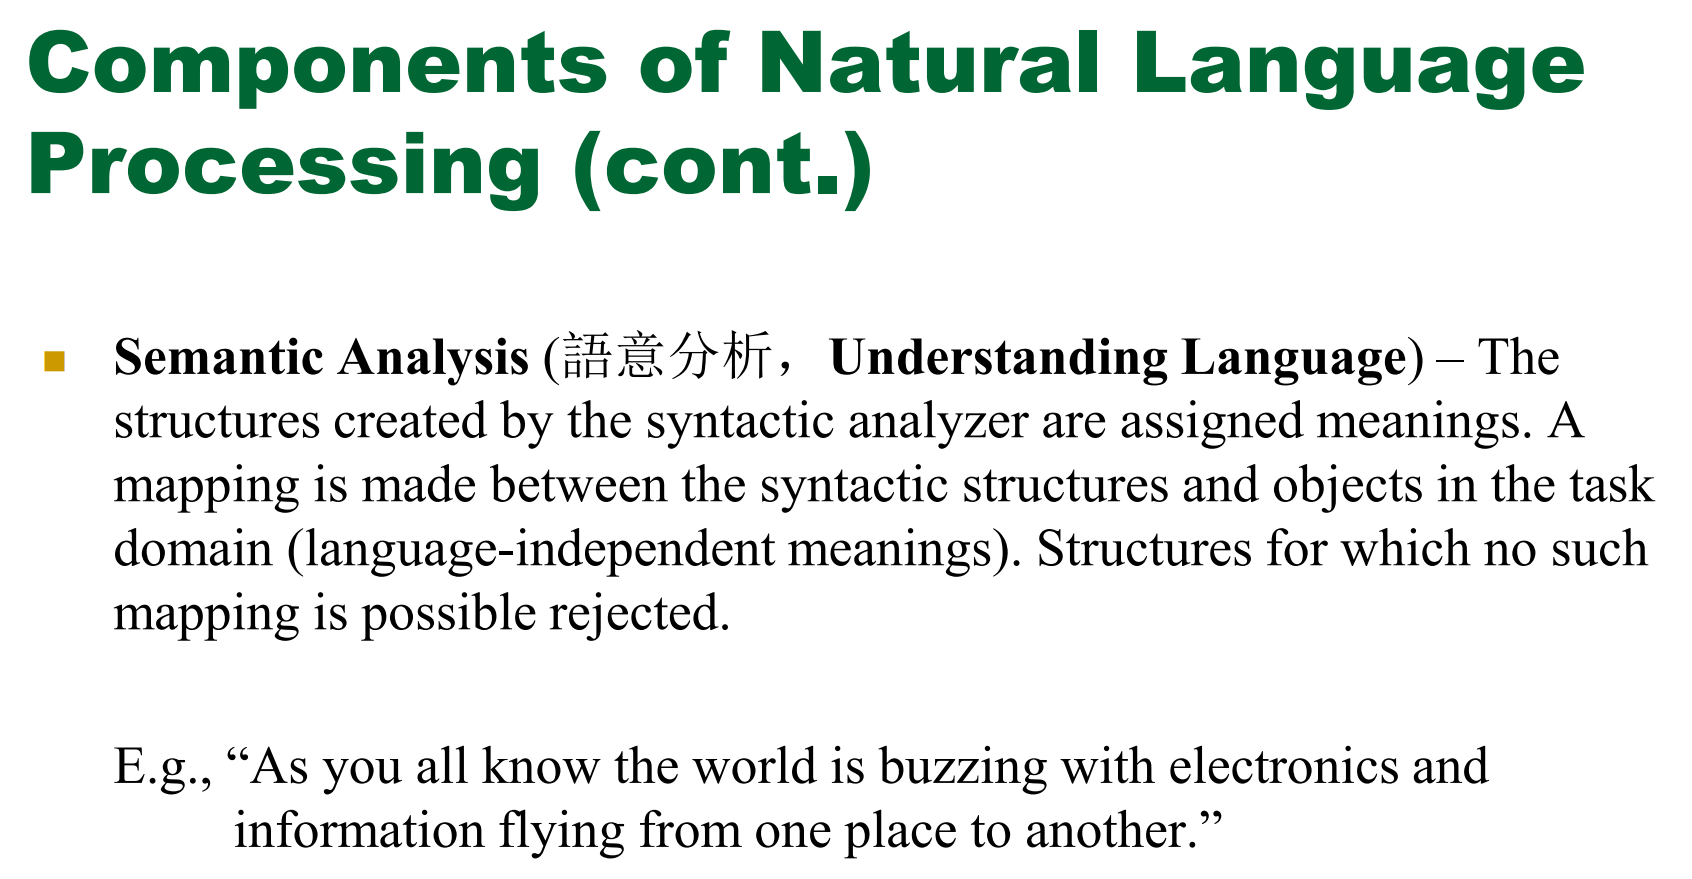 Components of Natural Language
Processing (cont.)
Semantic Analysis (語意分析，Understanding Language) – The
structures created by the syntactic analyzer are assigned meanings. A
mapping is made between the syntactic structures and objects in the task
domain (language-independent meanings). Structures for which no such
mapping is possible rejected.
E.g., “As you all know the world is buzzing with electronics and
information flying from one place to another.”